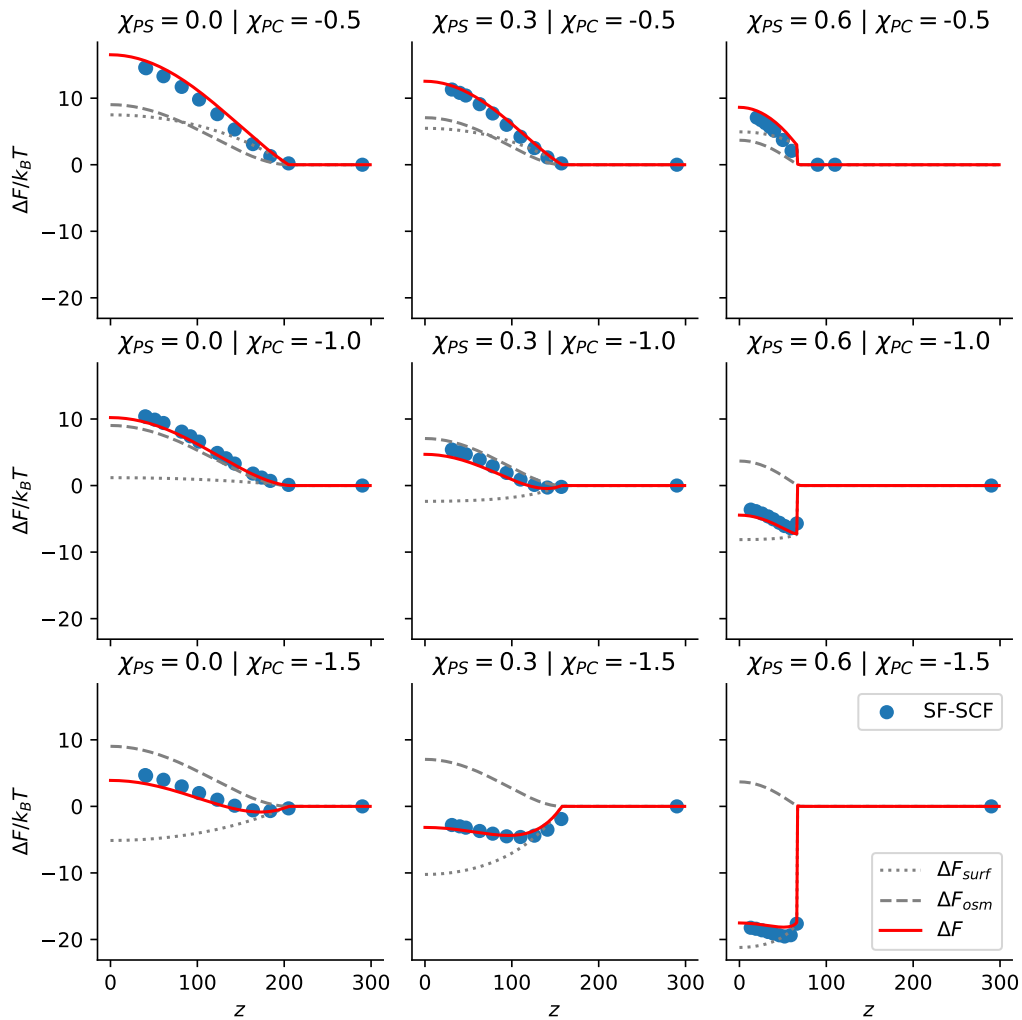 χPS = 0.0 | χPC = -0.5
χPS = 0.3 | χPC = -0.5
χPS = 0.6 | χPC = -0.5
ΔF/kBT
10
0
−10
−20
χPS = 0.0 | χPC = -1.0
χPS = 0.3 | χPC = -1.0
χPS = 0.6 | χPC = -1.0
ΔF/kBT
10
0
−10
−20
χPS = 0.0 | χPC = -1.5
χPS = 0.3 | χPC = -1.5
χPS = 0.6 | χPC = -1.5
ΔF/kBT
10
0
−10
−20
SF-SCF
ΔFsurf
ΔFosm
ΔF
0 100 200 300
0 100 200 300
0 100 200 300
z
z
z